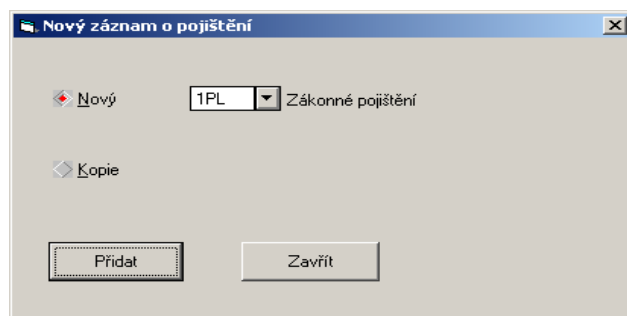 Nový záznam o pojištění
Nový 1PL Zákonné pojištění
Kopie
Přidat Zavřít